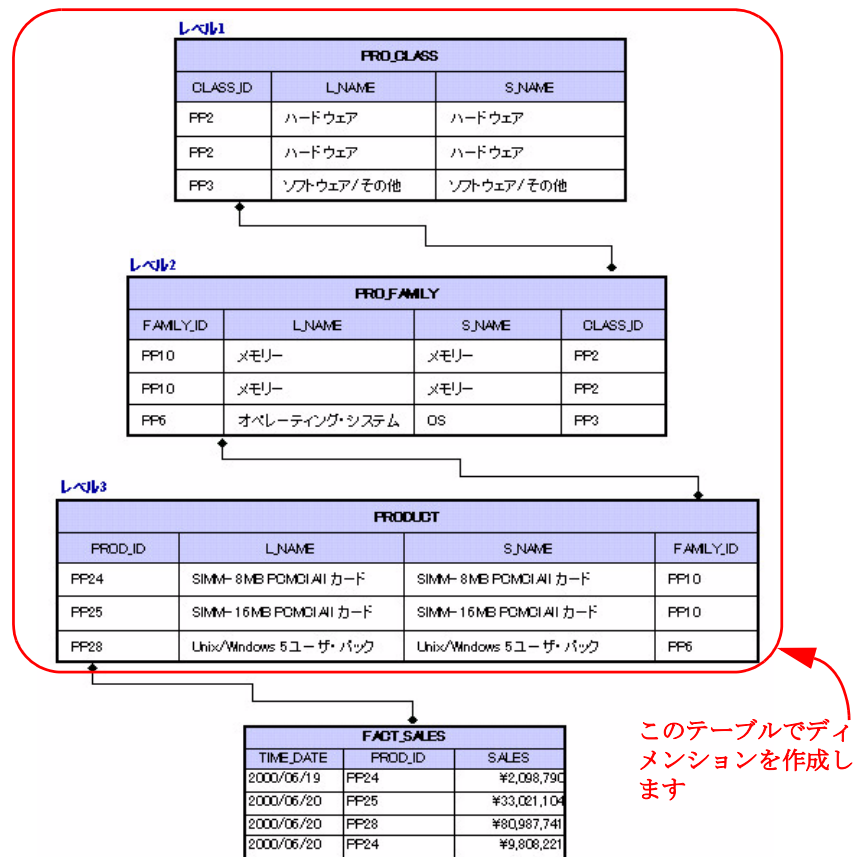 レベル1
PRO_CLASS
CLASS_ID L_NAME S_NAME
PP2 ハードウェア ハードウェア
PP2 ハードウェア ハードウェア
PP3 ソフトウェア/その他 ソフトウェア/その他
レベル2
PRO_FAMILY
FAMILY_ID L_NAME S_NAME CLASS_ID
PP10 メモリー メモリー PP2
PP10 メモリー メモリー PP2
PP6 オペレーティング・システム OS PP3
レベル3
PRODUCT
PROD_ID L_NAME S_NAME FAMILY_ID
PP24 SIMM- 8MB PCMCIAII カード SIMM- 8MB PCMCIAII カード PP10
PP25 SIMM- 16MB PCMCIAII カード SIMM- 16MB PCMCIAII カード PP10
PP28 Unix/Windows 5ユーザ・パック Unix/Windows 5ユーザ・パック PP6
FACT_SALES
TIME_DATE PROD_ID SALES
2000/06/19 PP24 ¥2,098,790
2000/06/20 PP25 ¥33,021,104
2000/06/20 PP28 ¥80,987,741
2000/06/20 PP24 ¥9,808,221
このテーブルでディ
メンションを作成し
ます